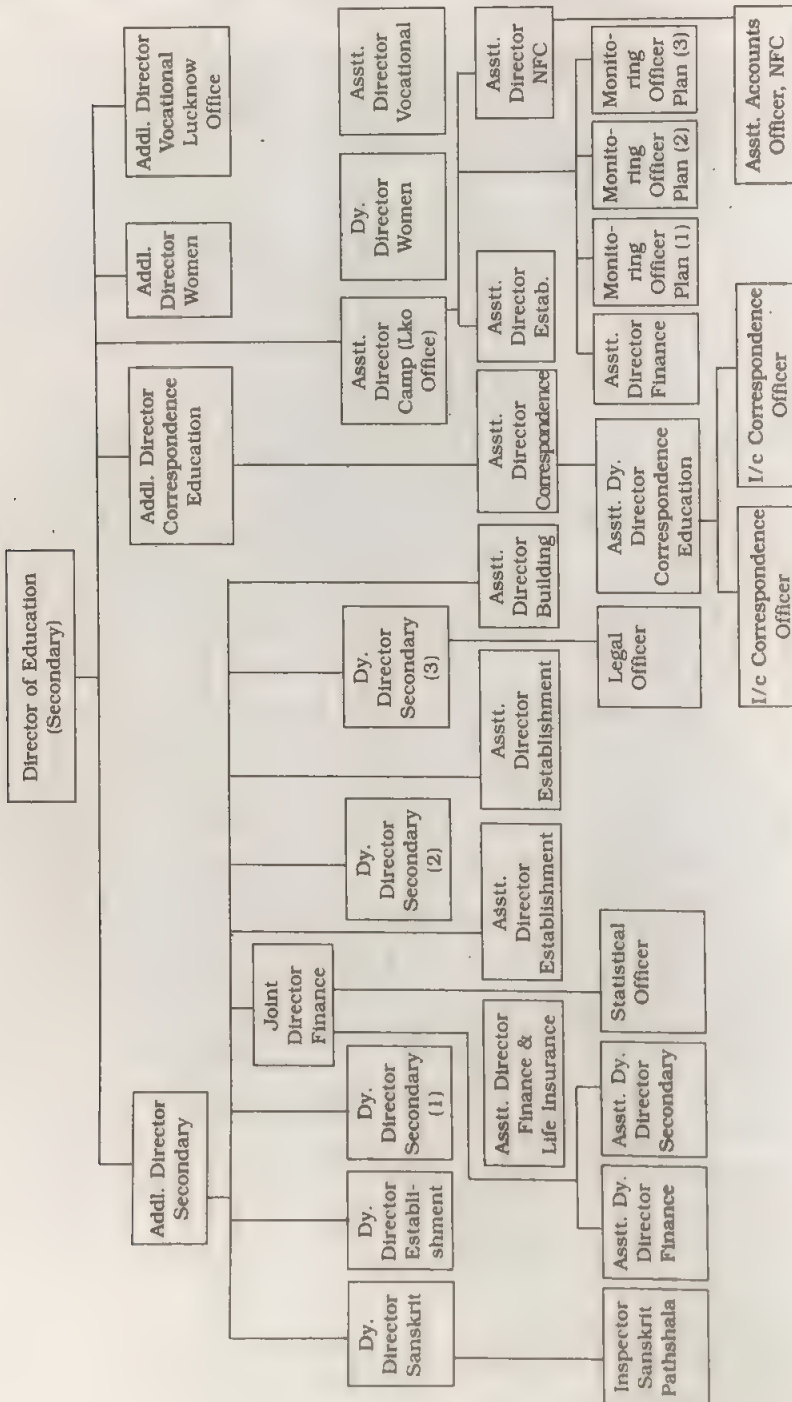 Director of Education
(Secondary)
Addl. Director
Secondary
Addl. Director
Correspondence
Education
Addl.
Director
Women
Addl. Director
Vocational
Lucknow
Office
Joint
Director
Finance
Dy.
Director
Sanskrit
Dy.
Director
Establi-
shment
Dy.
Director
Secondary
(1)
Dy.
Director
Secondary
(2)
Dy.
Director
Secondary
(3)
Asstt.
Director
Camp (Lko
Office)
Dy.
Director
Women
Asstt.
Director
Vocational
Asstt. Director
Finance &
Life Insurance
Asstt.
Director
Establishment
Asstt.
Director
Establishment
Asstt.
Director
Building
Asstt.
Director
Correspondence
Asstt.
Director
Estab.
Asstt.
Director
NFC
Inspector
Sanskrit
Pathshala
Asstt. Dy.
Director
Finance
Asstt. Dy.
Director
Secondary
Statistical
Officer
Legal
Officer
Asstt. Dy.
Director
Correspondence
Education
Asstt.
Director
Finance
Monito-
ring
Officer
Plan (1)
Monito-
ring
Officer
Plan (2)
Monito-
ring
Officer
Plan (3)
I/c Correspondence
Officer
I/c Correspondence
Officer
Asstt. Accounts
Officer, NFC